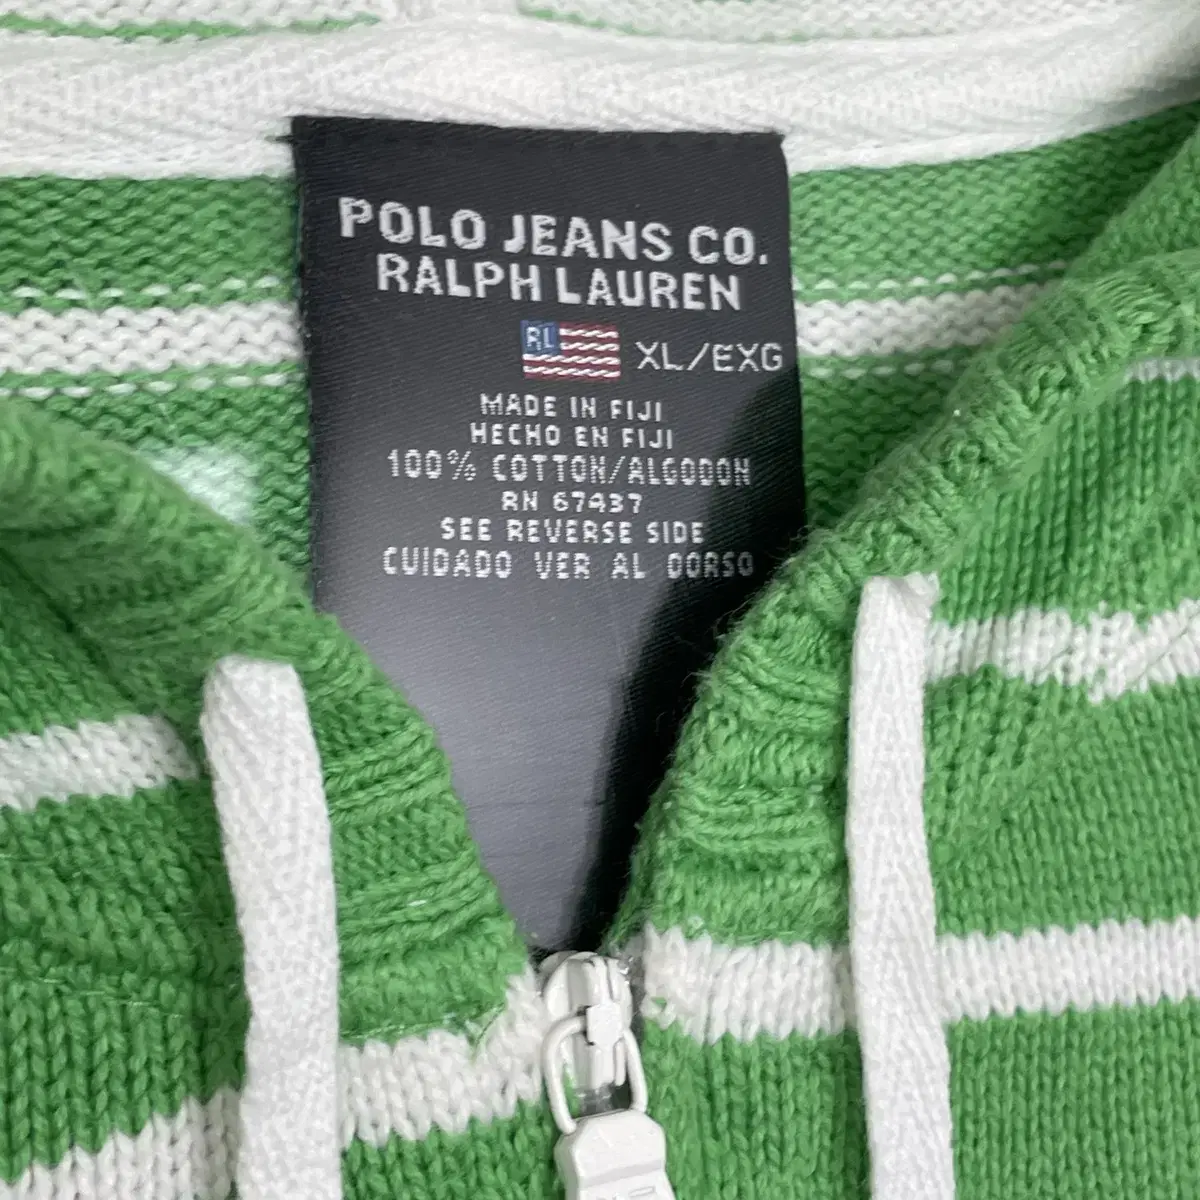 POLO JEANS CO.
RALPH LAUREN
RL
XL/EXG
MADE IN FIJI
HECHO EN FIJI
100% COTTON/ALGODON
RN 67437
SEE REVERSE SIDE
CUIDADO VER AL DORSO